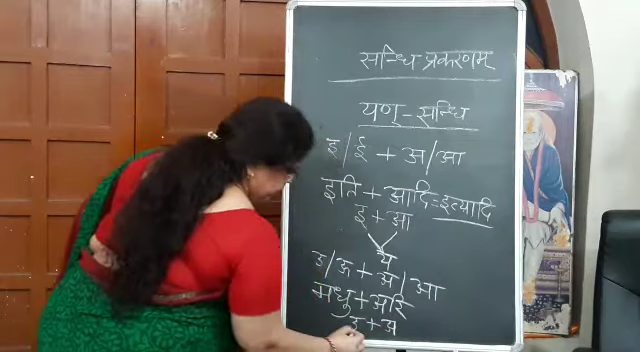 सन्धि-प्रकरणम्
यण्-सन्धि
इ/ई + अ/आ
इति + आदि = इत्यादि
इ + आ
य
उ/ऊ + अ/आ
मधु + अरि
उ + अ